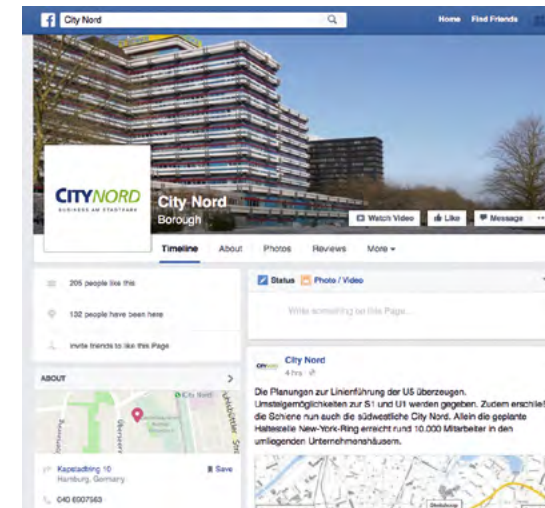 City Nord
Home Find Friends
CITYNORD
BUSINESS AM STADTPARK
City Nord
Borough
Watch Video Like Message
Timeline About Photos Reviews More
205 people like this
132 people have been here
Invite friends to like this Page
ABOUT
City Nord
Kapstadtring 10
Hamburg, Germany
Save
040 6007563
Status Photo / Video
Write something on this Page...
City Nord
4 hrs
Die Planungen zur Linienführung der U5 überzeugen.
Umsteigemöglichkeiten zur S1 und U1 werden gegeben. Zudem erschließ
die Schiene nun auch die südwestliche City Nord. Allein die geplante
Haltestelle New-York-Ring erreicht rund 10.000 Mitarbeiter in den
umliegenden Unternehmenshäusern.